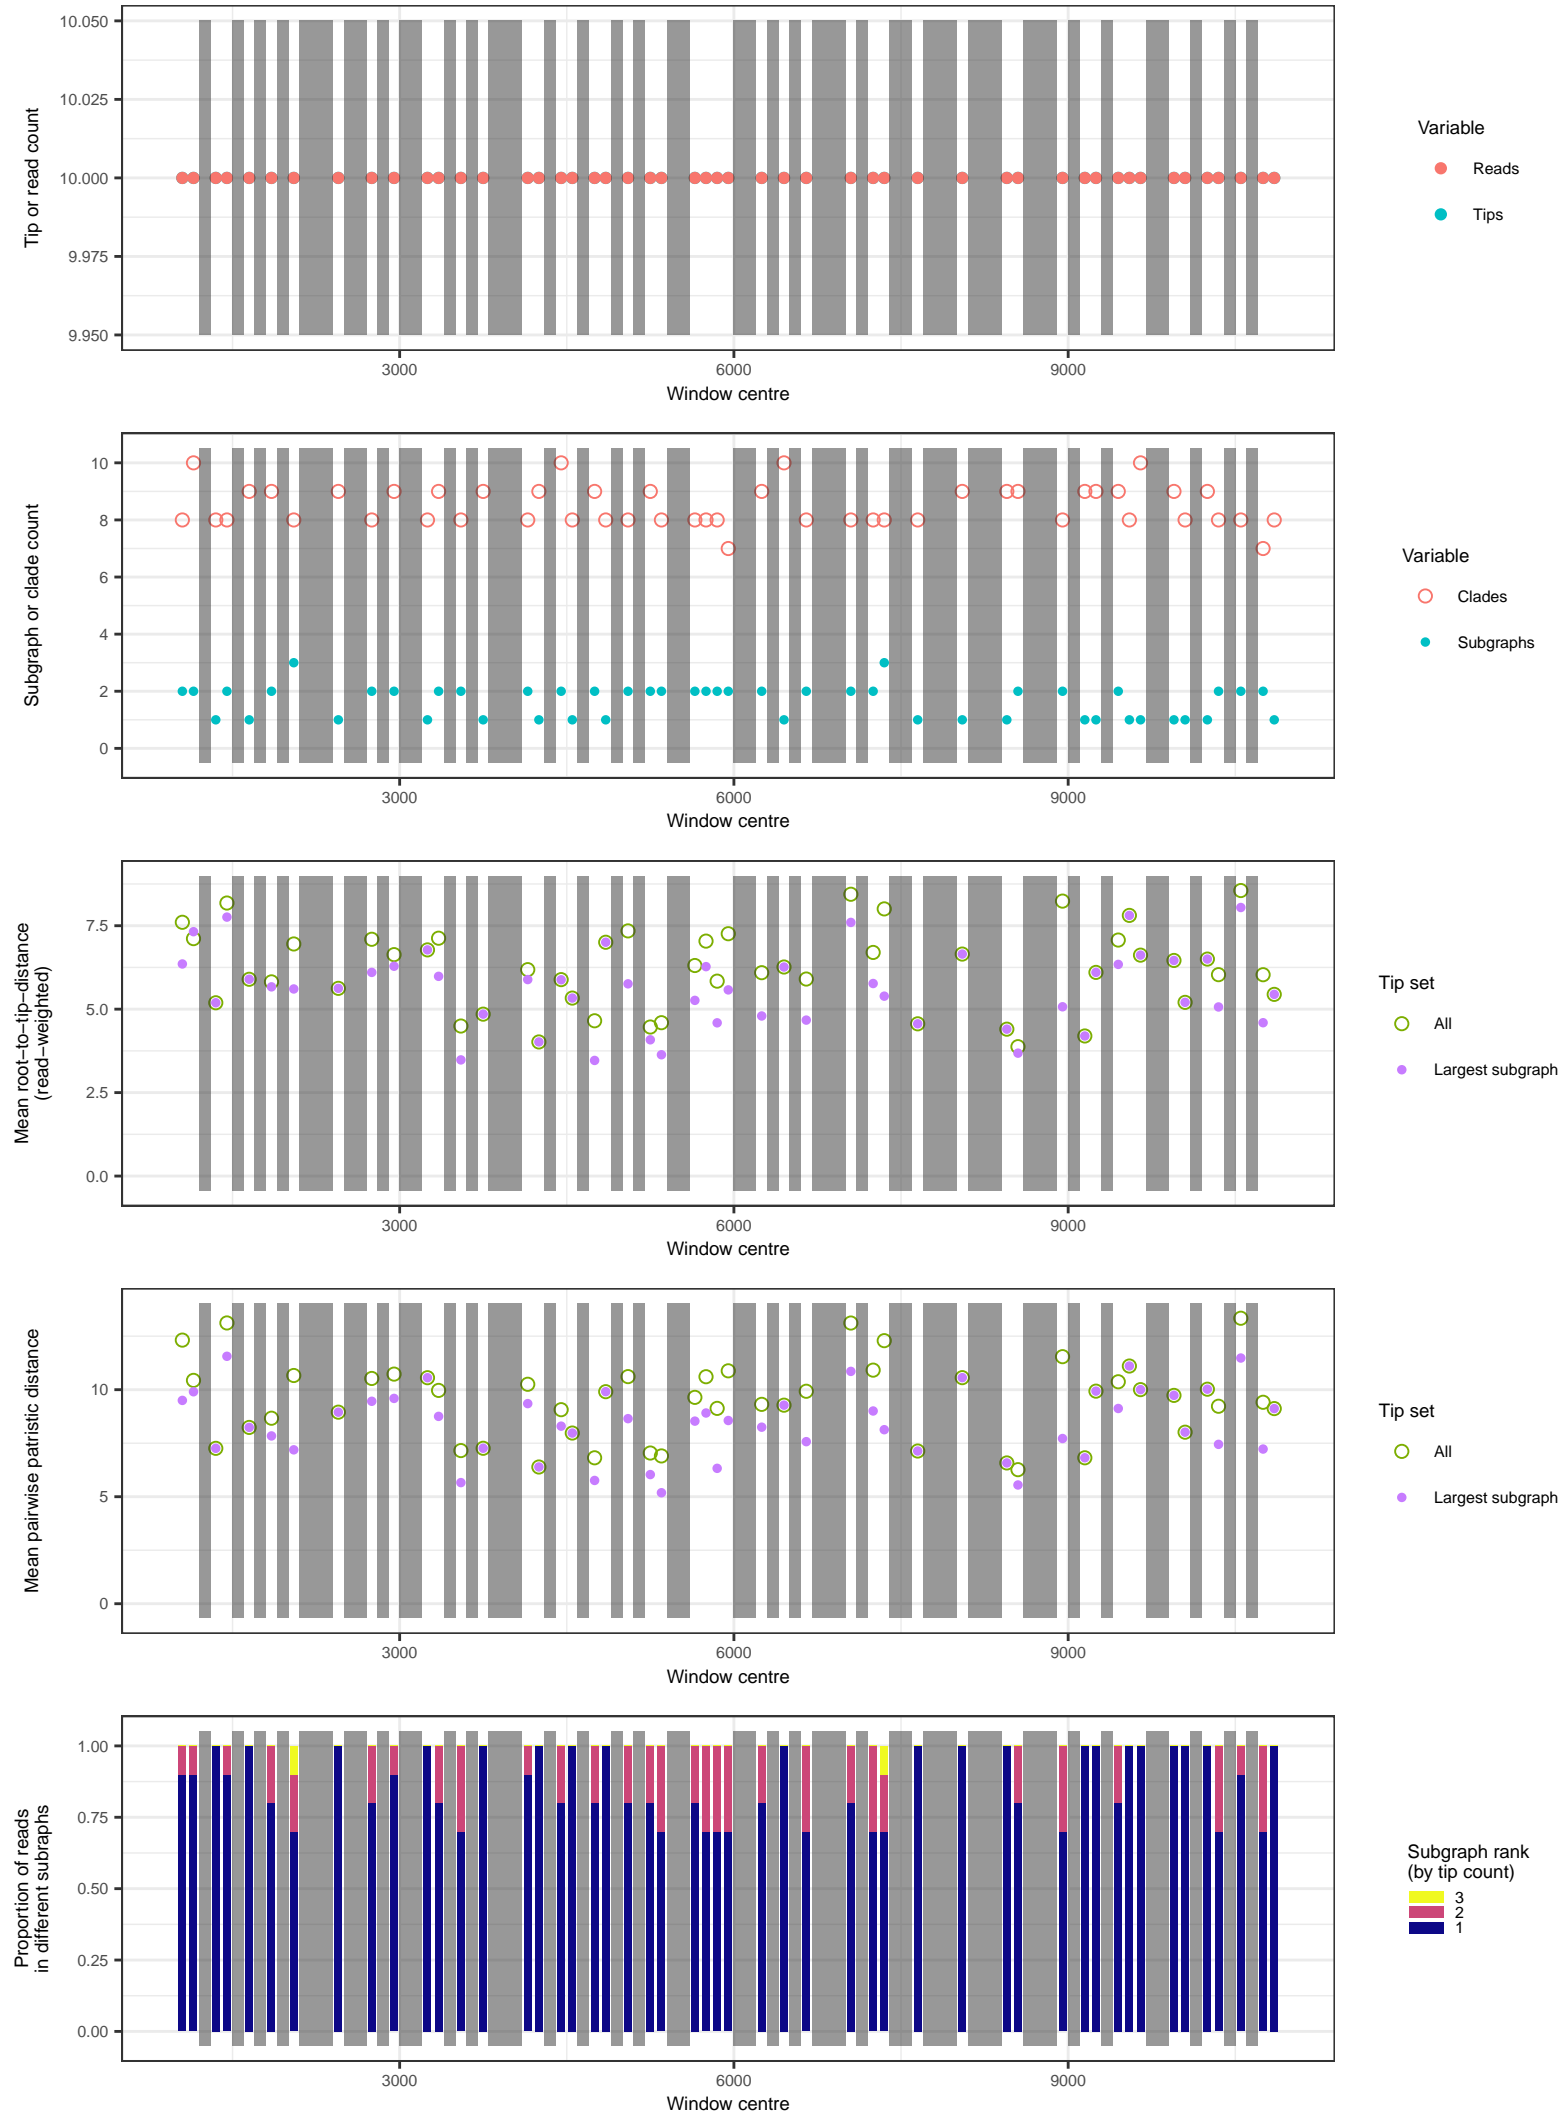 10.050
10.025
10.000
9.975
9.950
Tip or read count
3000 6000 9000
Window centre
Variable
Reads
Tips
10
8
6
4
2
0
Subgraph or clade count
3000 6000 9000
Window centre
Variable
Clades
Subgraphs
7.5
5.0
2.5
0.0
Mean root−to−tip−distance
(read−weighted)
3000 6000 9000
Window centre
Tip set
All
Largest subgraph
10
5
0
Mean pairwise patristic distance
3000 6000 9000
Window centre
Tip set
All
Largest subgraph
1.00
0.75
0.50
0.25
0.00
Proportion of reads
in different subraphs
3000 6000 9000
Window centre
Subgraph rank
(by tip count)
3
2
1